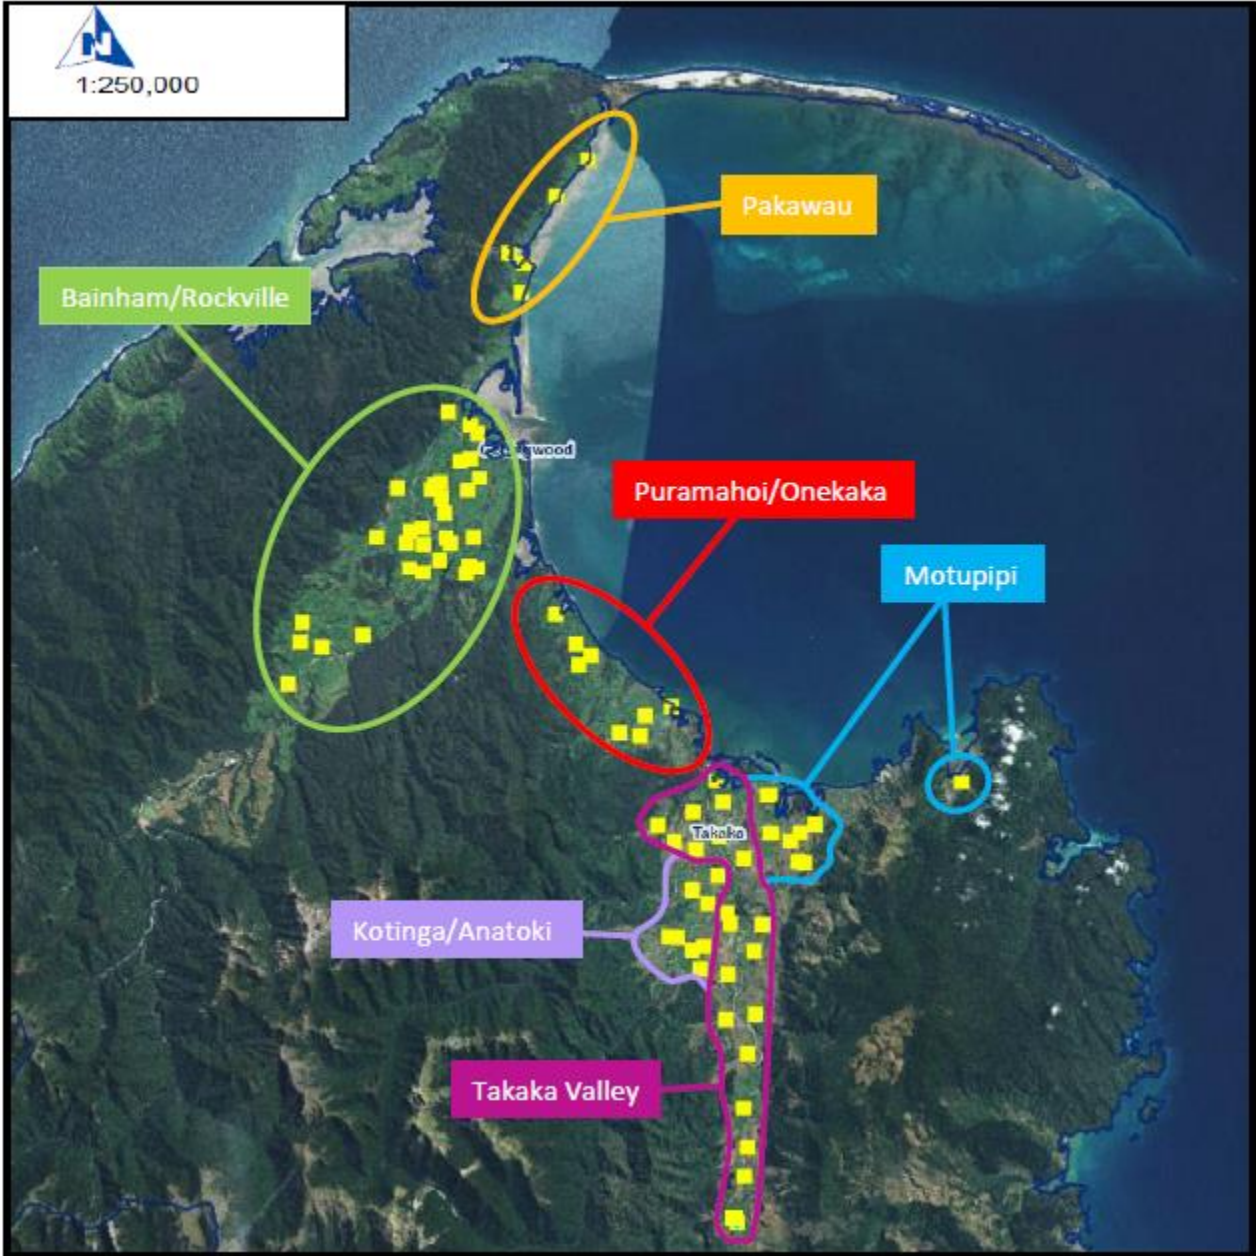 N
1:250,000
Pakawau
Bainham/Rockville
Puramahoi/Onekaka
Motupipi
Takaka
Kotinga/Anatoki
Takaka Valley